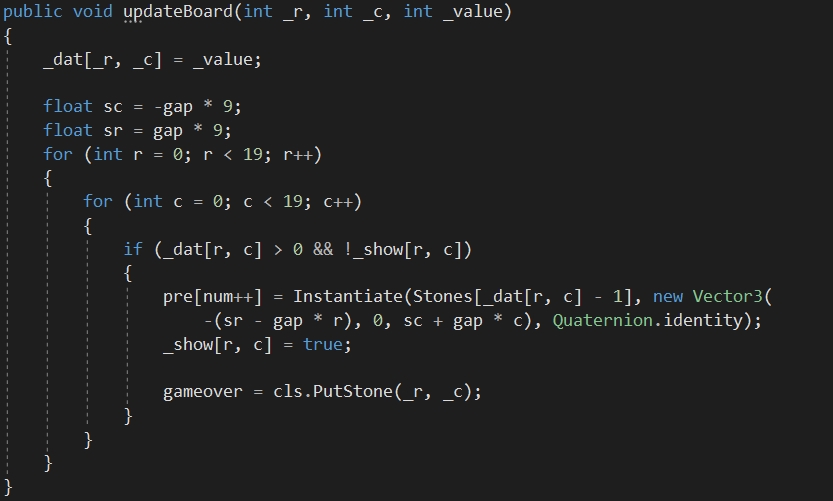 public void updateBoard(int _r, int _c, int _value)
{
    _dat[_r, _c] = _value;

    float sc = -gap * 9;
    float sr = gap * 9;
    for (int r = 0; r < 19; r++)
    {
        for (int c = 0; c < 19; c++)
        {
            if (_dat[r, c] > 0 && !_show[r, c])
            {
                pre[num++] = Instantiate(Stones[_dat[r, c] - 1], new Vector3(
                    -(sr - gap * r), 0, sc + gap * c), Quaternion.identity);
                _show[r, c] = true;

                gameover = cls.PutStone(_r, _c);
            }
        }
    }
}